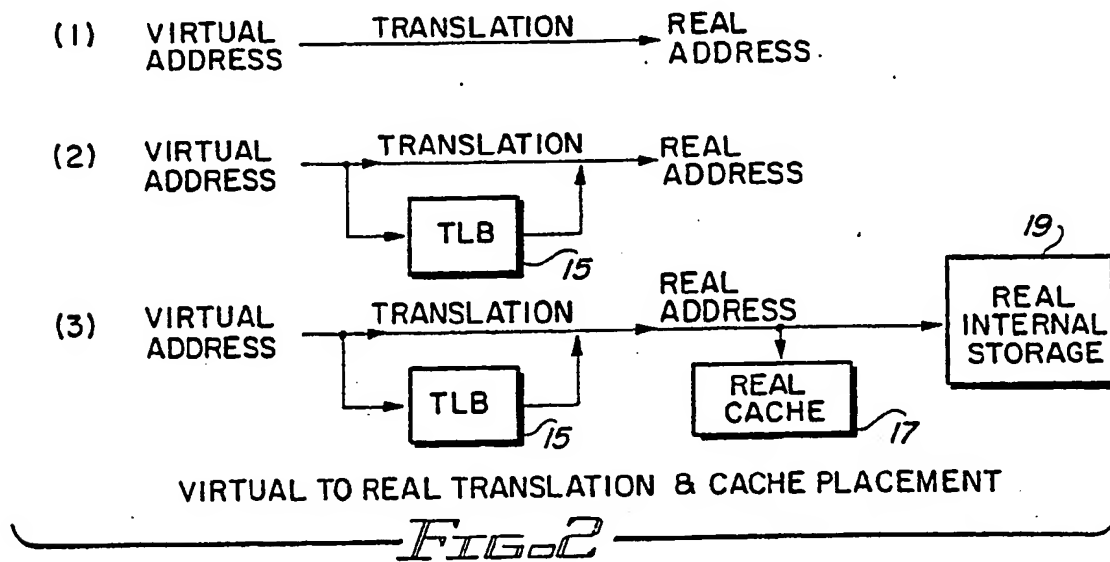 (1) VIRTUAL ADDRESS TRANSLATION REAL ADDRESS
(2) VIRTUAL ADDRESS TRANSLATION REAL ADDRESS
TLB
15
19
REAL INTERNAL STORAGE
(3) VIRTUAL ADDRESS TRANSLATION REAL ADDRESS
TLB
15
REAL CACHE
17
VIRTUAL TO REAL TRANSLATION & CACHE PLACEMENT
FIG.2